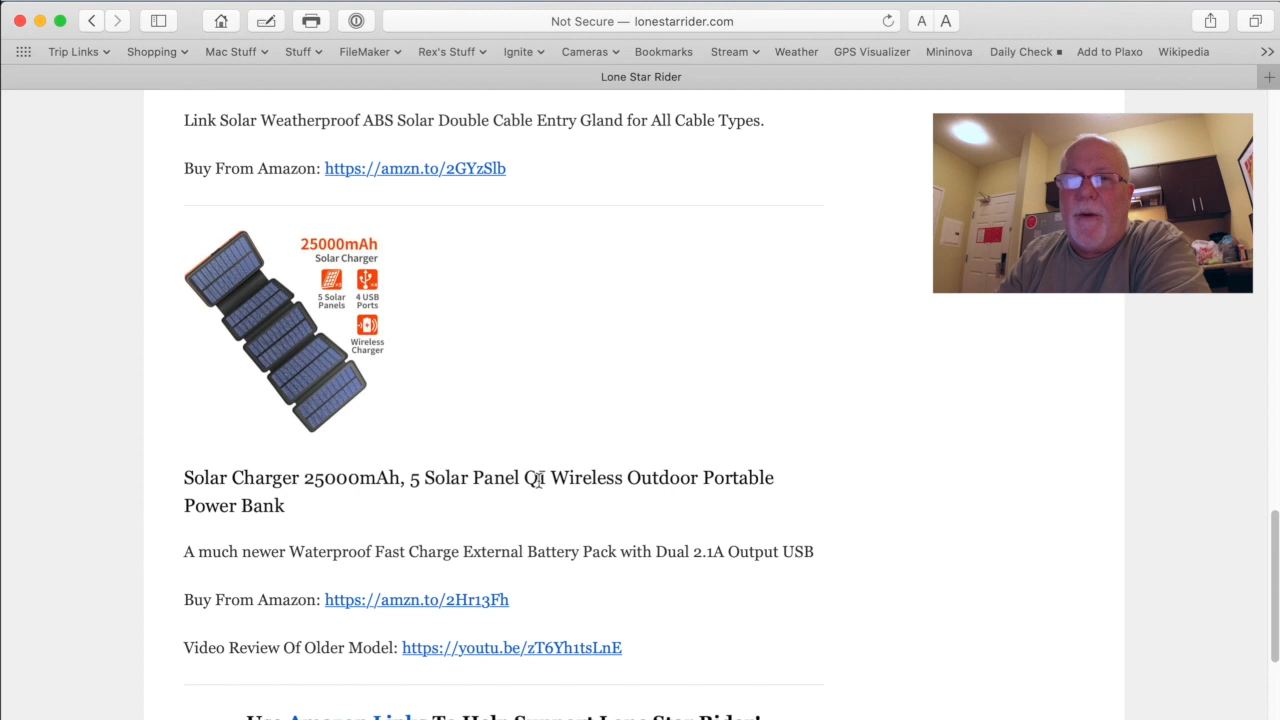 Not Secure — lonestarrider.com
A A
Trip Links Shopping Mac Stuff Stuff FileMaker Rex's Stuff Ignite Cameras Bookmarks Stream Weather GPS Visualizer Mininova Daily Check Add to Plaxo Wikipedia
Lone Star Rider
Link Solar Weatherproof ABS Solar Double Cable Entry Gland for All Cable Types.
Buy From Amazon: https://amzn.to/2GYzSlb
25000mAh
Solar Charger
5 Solar Panels
4 USB Ports
Wireless Charger
Solar Charger 25000mAh, 5 Solar Panel Qi Wireless Outdoor Portable
Power Bank
A much newer Waterproof Fast Charge External Battery Pack with Dual 2.1A Output USB
Buy From Amazon: https://amzn.to/2Hr13Fh
Video Review Of Older Model: https://youtu.be/zT6Yh1tsLnE
Use Amazon Links To Help Support Lone Star Rider!